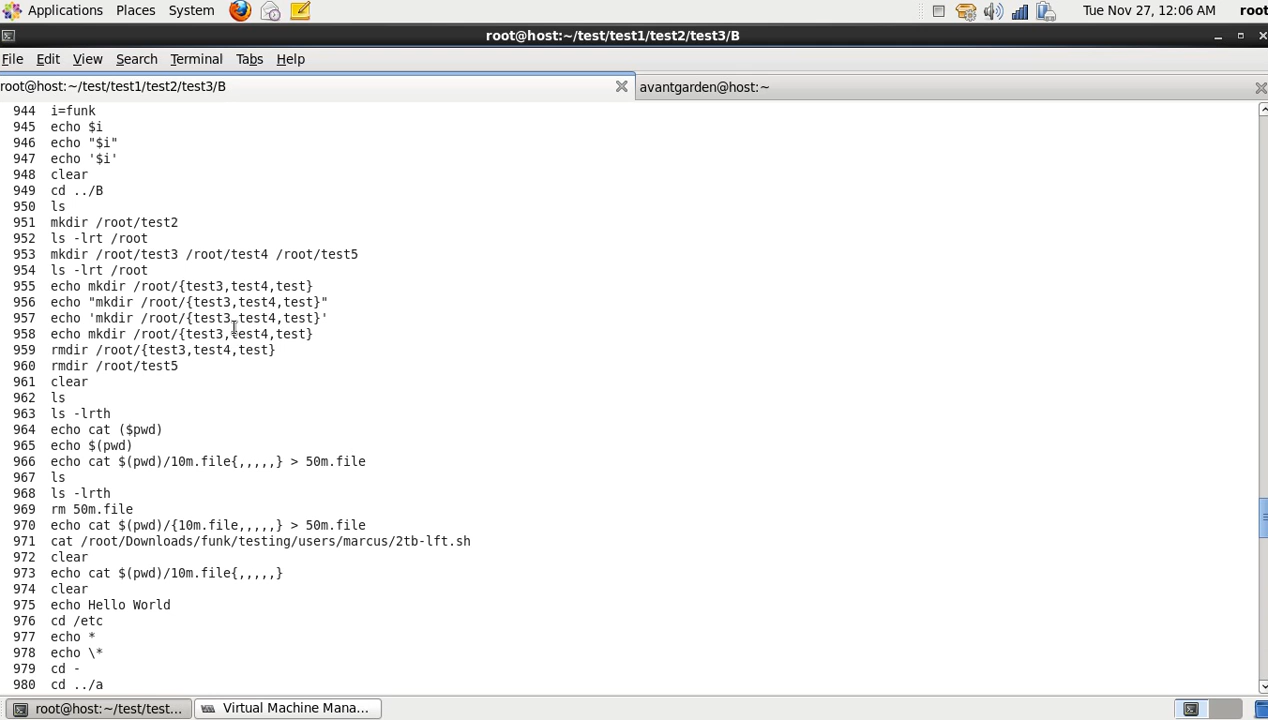 Applications Places System Tue Nov 27, 12:06 AM root
root@host:~/test/test1/test2/test3/B
File Edit View Search Terminal Tabs Help
root@host:~/test/test1/test2/test3/B avantgarden@host:~
944 i=funk
945 echo $i
946 echo "$i"
947 echo '$i'
948 clear
949 cd ../B
950 ls
951 mkdir /root/test2
952 ls -lrt /root
953 mkdir /root/test3 /root/test4 /root/test5
954 ls -lrt /root
955 echo mkdir /root/{test3,test4,test}
956 echo "mkdir /root/{test3,test4,test}"
957 echo 'mkdir /root/{test3,test4,test}'
958 echo mkdir /root/{test3,test4,test}
959 rmdir /root/{test3,test4,test}
960 rmdir /root/test5
961 clear
962 ls
963 ls -lrth
964 echo cat ($pwd)
965 echo $(pwd)
966 echo cat $(pwd)/10m.file{,,,,,} > 50m.file
967 ls
968 ls -lrth
969 rm 50m.file
970 echo cat $(pwd)/{10m.file,,,,,} > 50m.file
971 cat /root/Downloads/funk/testing/users/marcus/2tb-lft.sh
972 clear
973 echo cat $(pwd)/10m.file{,,,,,}
974 clear
975 echo Hello World
976 cd /etc
977 echo *
978 echo \*
979 cd -
980 cd ../a
root@host:~/test/test... Virtual Machine Mana...